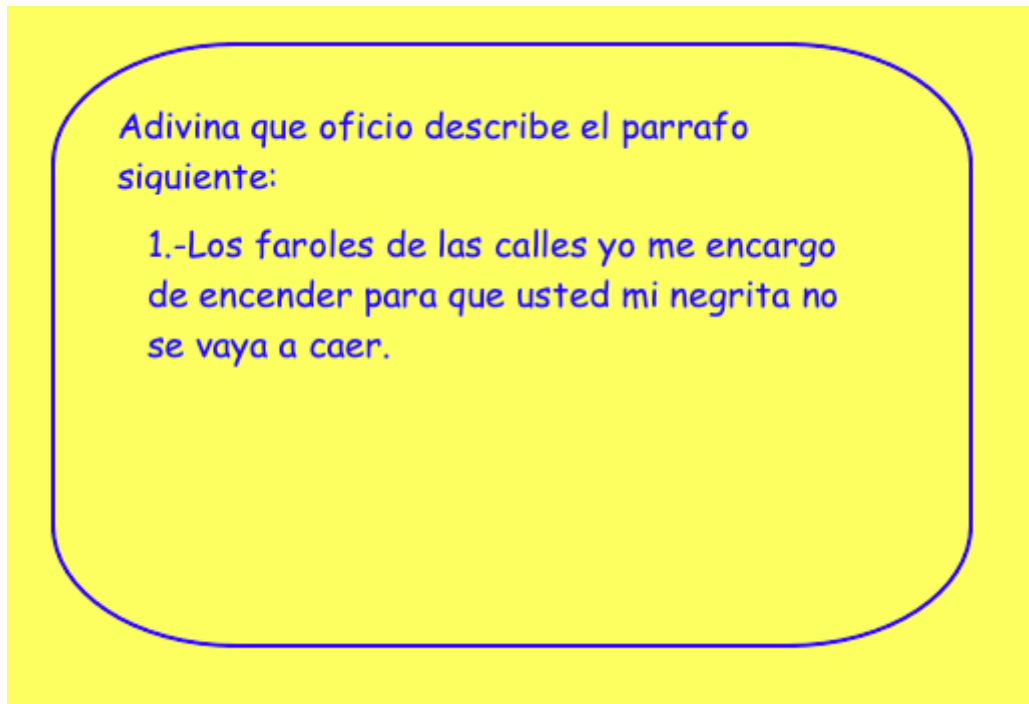 Adivina que oficio describe el parrafo
siguiente:
1.-Los faroles de las calles yo me encargo
de encender para que usted mi negrita no
se vaya a caer.